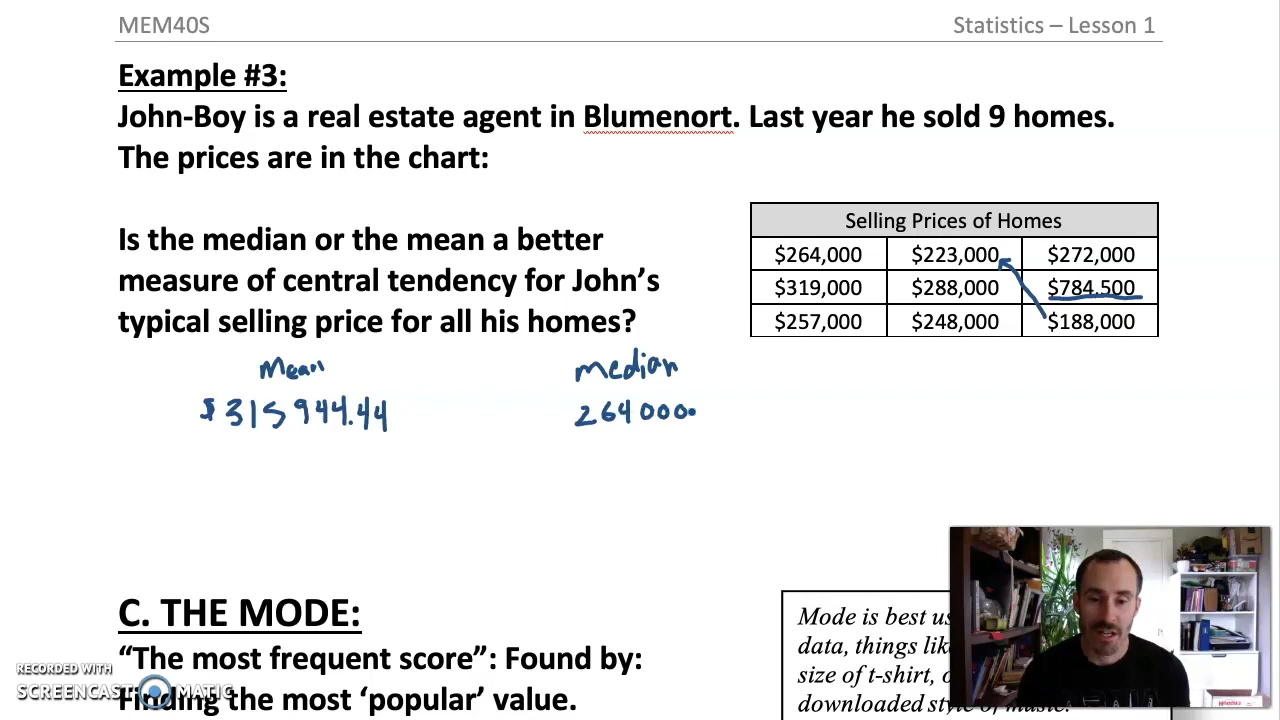 MEM40S
Statistics – Lesson 1
Example #3:
John-Boy is a real estate agent in Blumenort. Last year he sold 9 homes.
The prices are in the chart:
Is the median or the mean a better
measure of central tendency for John’s
typical selling price for all his homes?
Selling Prices of Homes
$264,000 $223,000 $272,000
$319,000 $288,000 $784,500
$257,000 $248,000 $188,000
Mean
$315 944.44
median
264 000.
C. THE MODE:
“The most frequent score”: Found by:
Finding the most ‘popular’ value.
Mode is best
data, things
size of t-shirt,
downloaded style of music.
RECORDED WITH
SCREENCAST MATIC